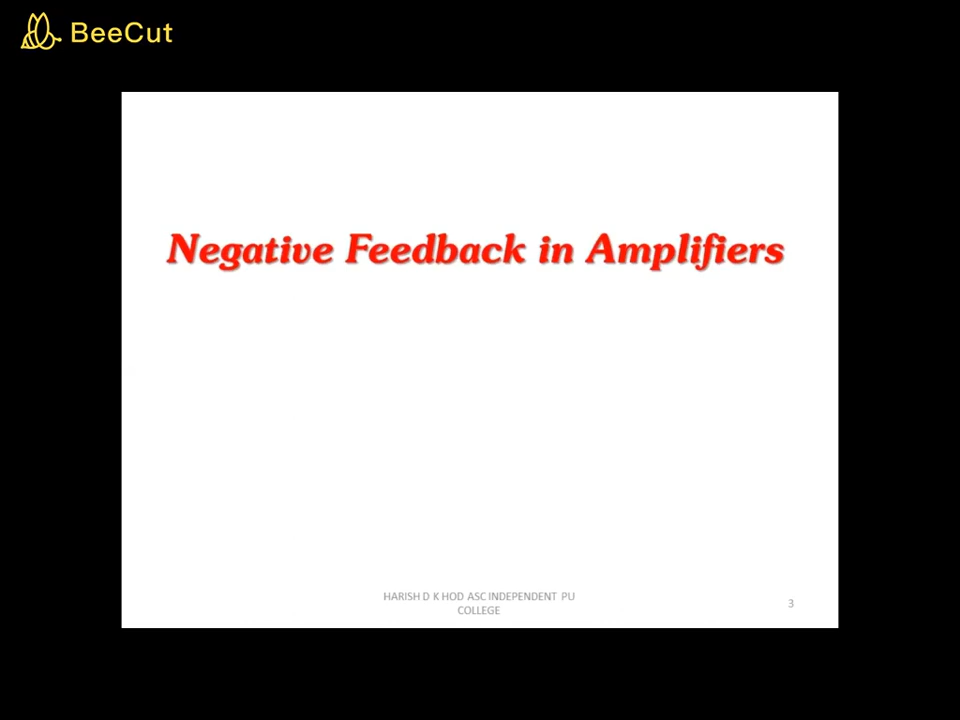 BeeCut
Negative Feedback in Amplifiers
HARISH D K HOD ASC INDEPENDENT PU
COLLEGE
3